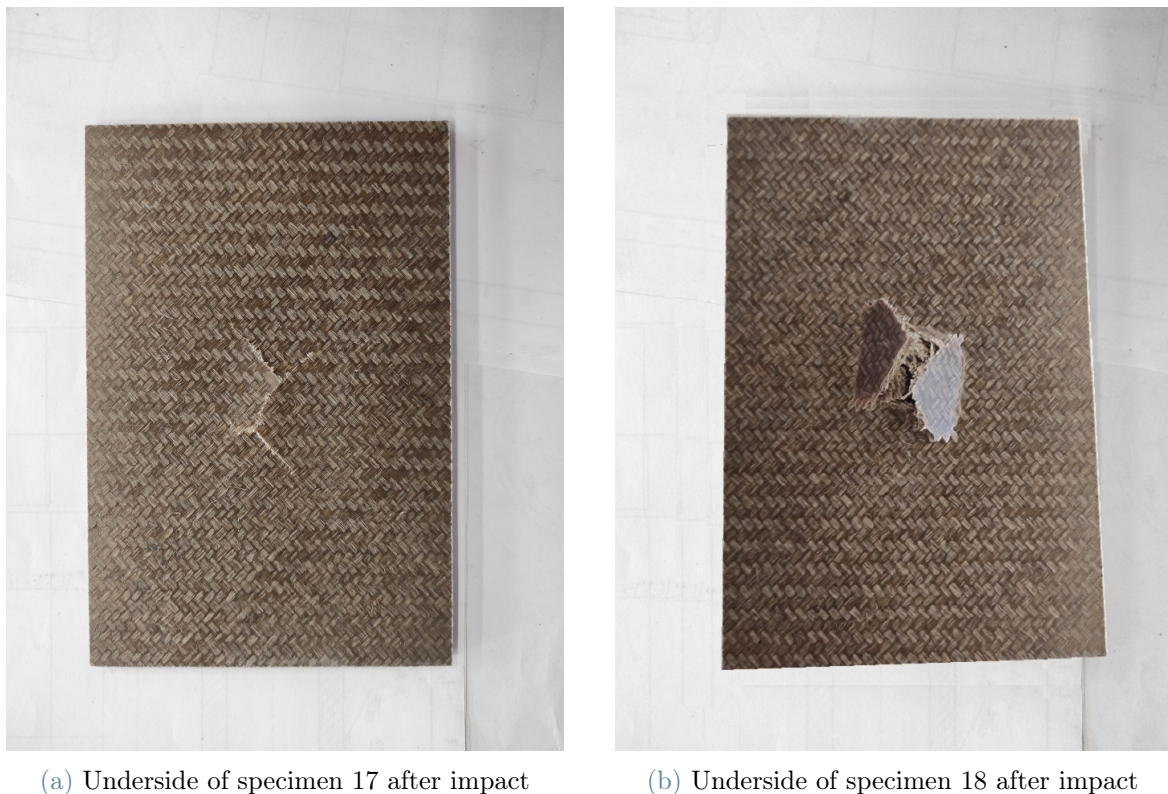 (a) Underside of specimen 17 after impact
(b) Underside of specimen 18 after impact